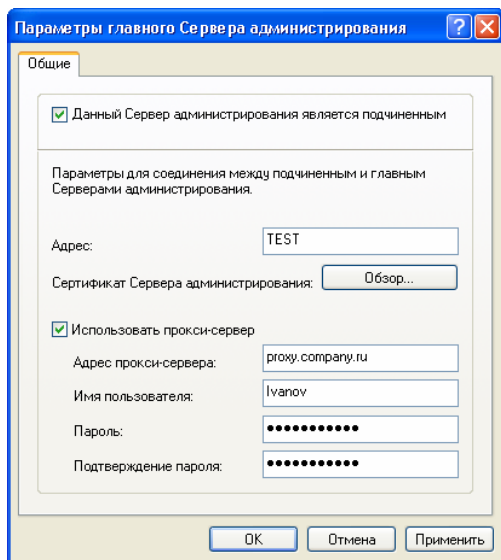 Параметры главного Сервера администрирования
Общие
Данный Сервер администрирования является подчиненным
Параметры для соединения между подчиненным и главным
Серверами администрирования.
Адрес: TEST
Сертификат Сервера администрирования: Обзор...
Использовать прокси-сервер
Адрес прокси-сервера: proxy.company.ru
Имя пользователя: Ivanov
Пароль: •••••••••••
Подтверждение пароля: •••••••••••
OK Отмена Применить